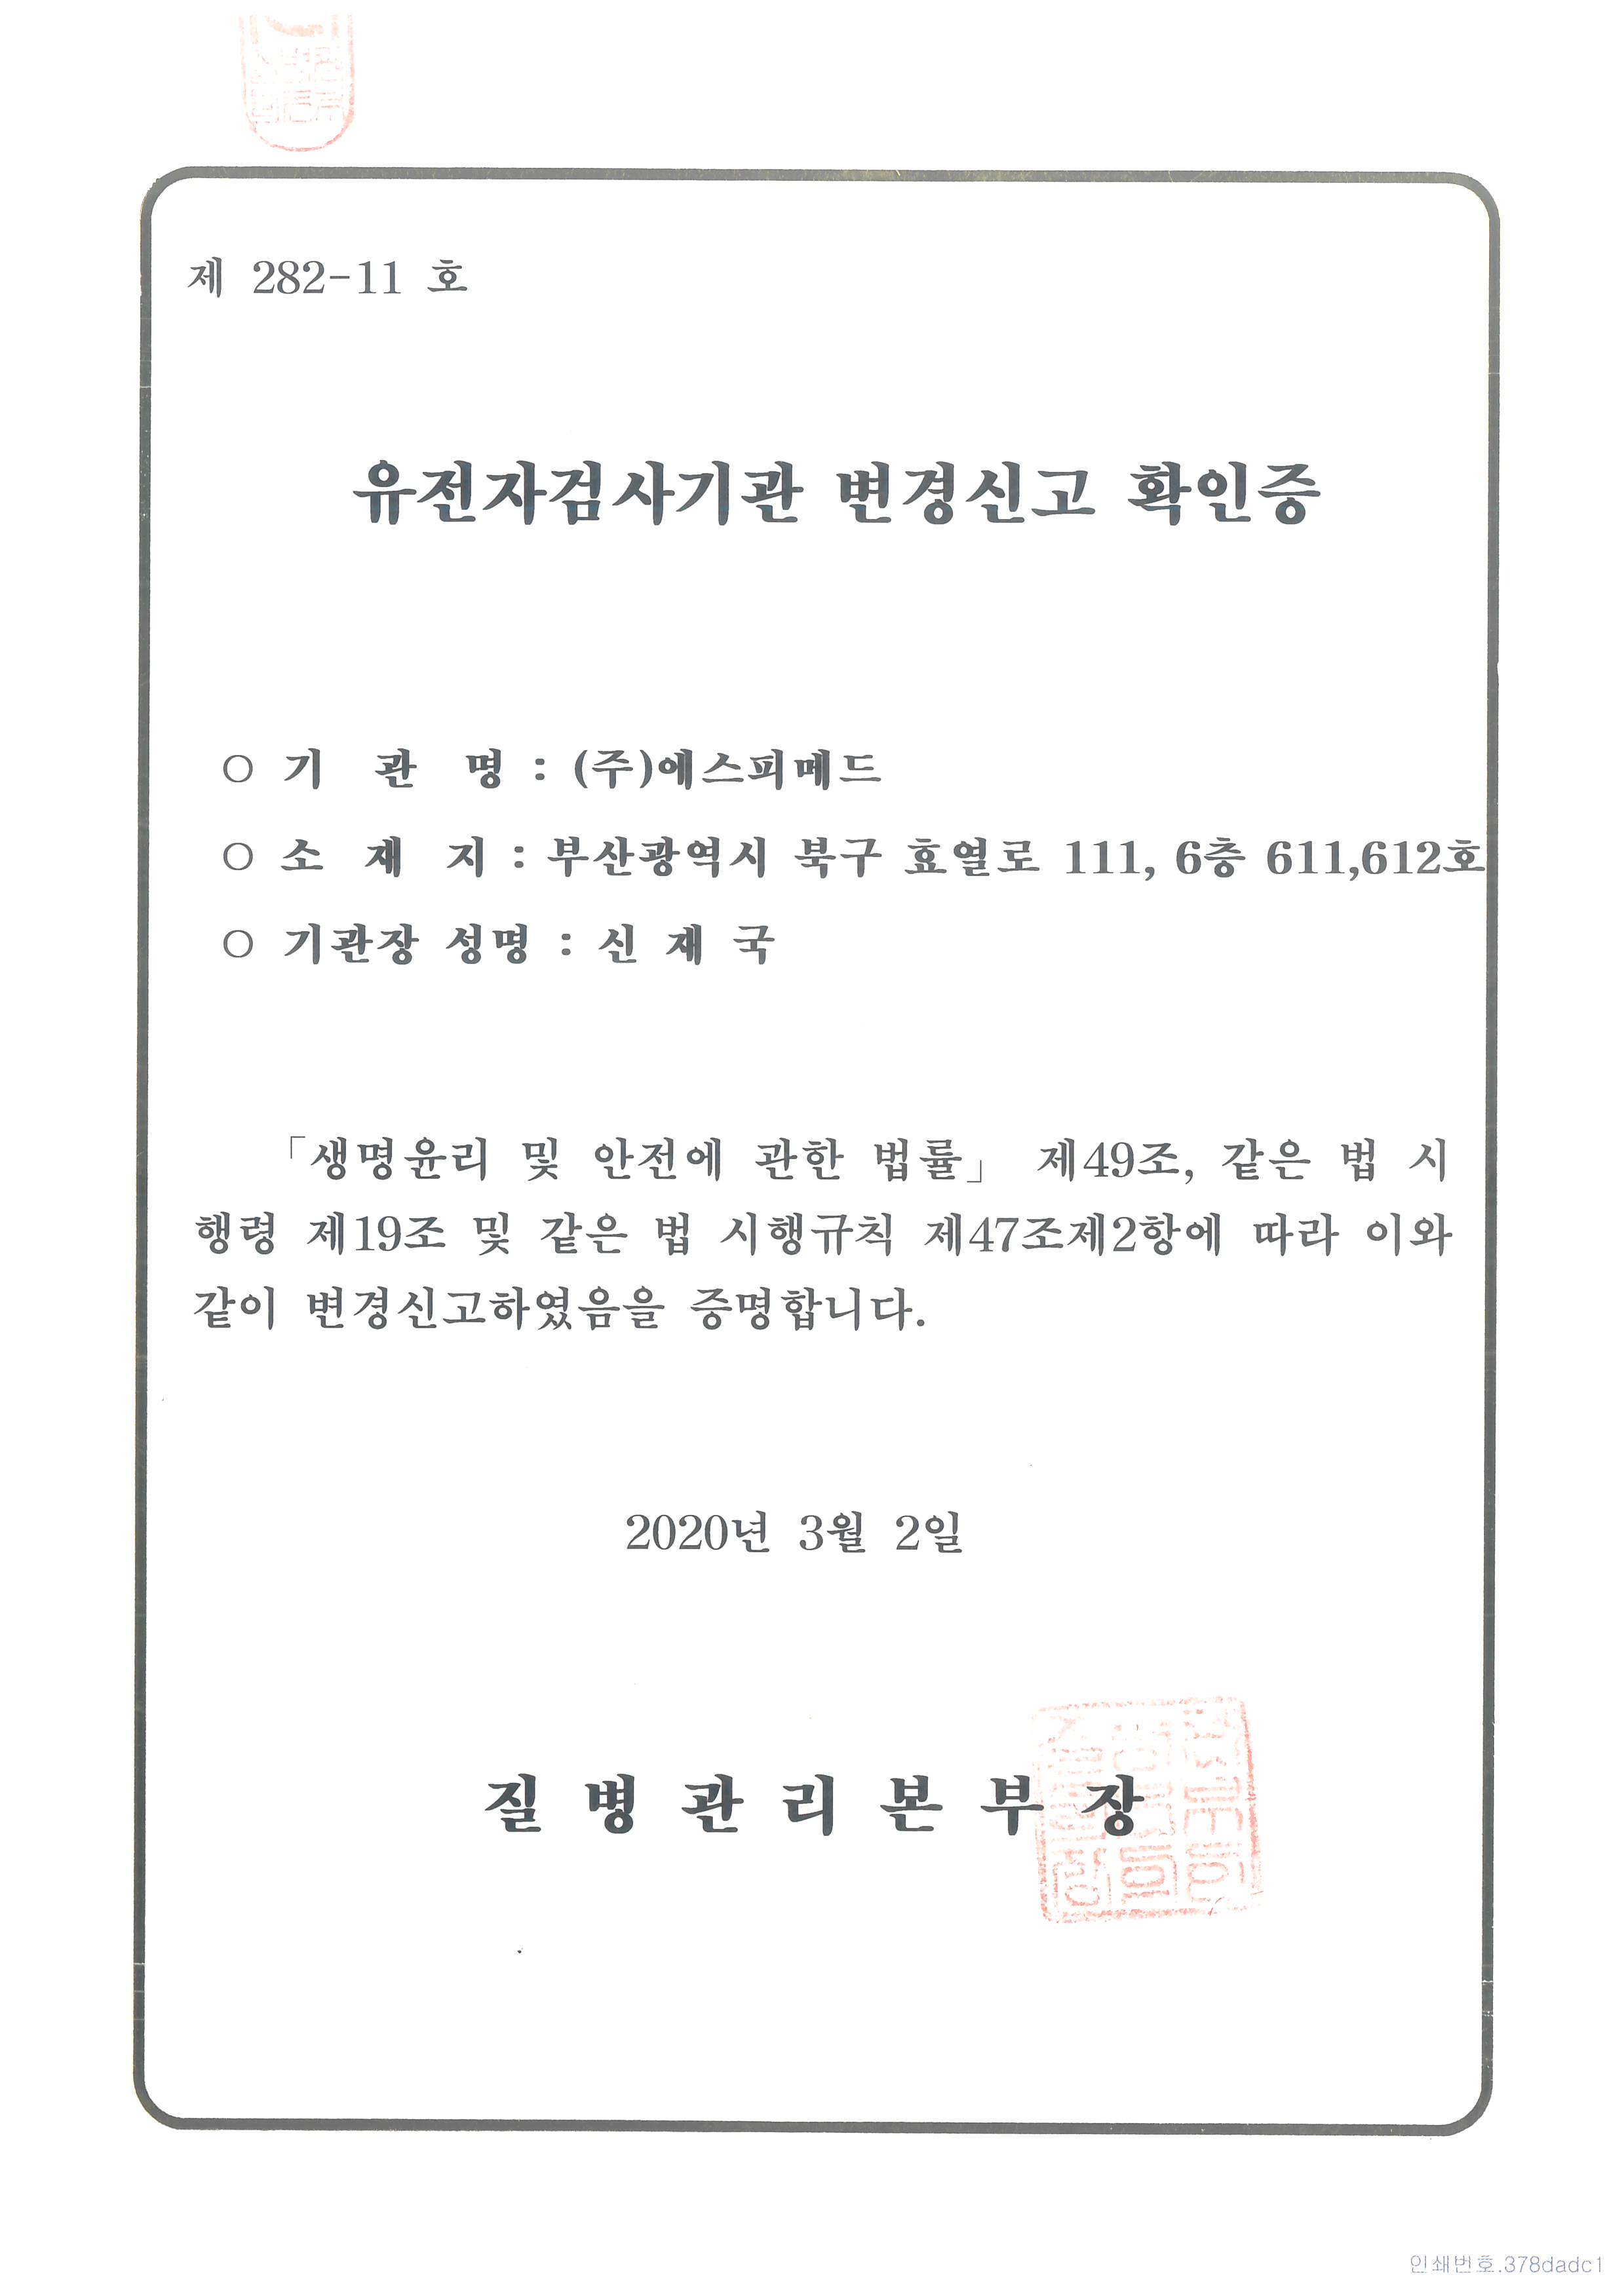 제 282-11 호
유전자검사기관 변경신고 확인증
○ 기 관 명 : (주)에스피메드
○ 소 재 지 : 부산광역시 북구 효열로 111, 6층 611,612호
○ 기관장 성명 : 신 재 국
「생명윤리 및 안전에 관한 법률」 제49조, 같은 법 시
행령 제19조 및 같은 법 시행규칙 제47조제2항에 따라 이와
같이 변경신고하였음을 증명합니다.
2020년 3월 2일
질 병 관 리 본 부 장
인쇄번호.378dadc1